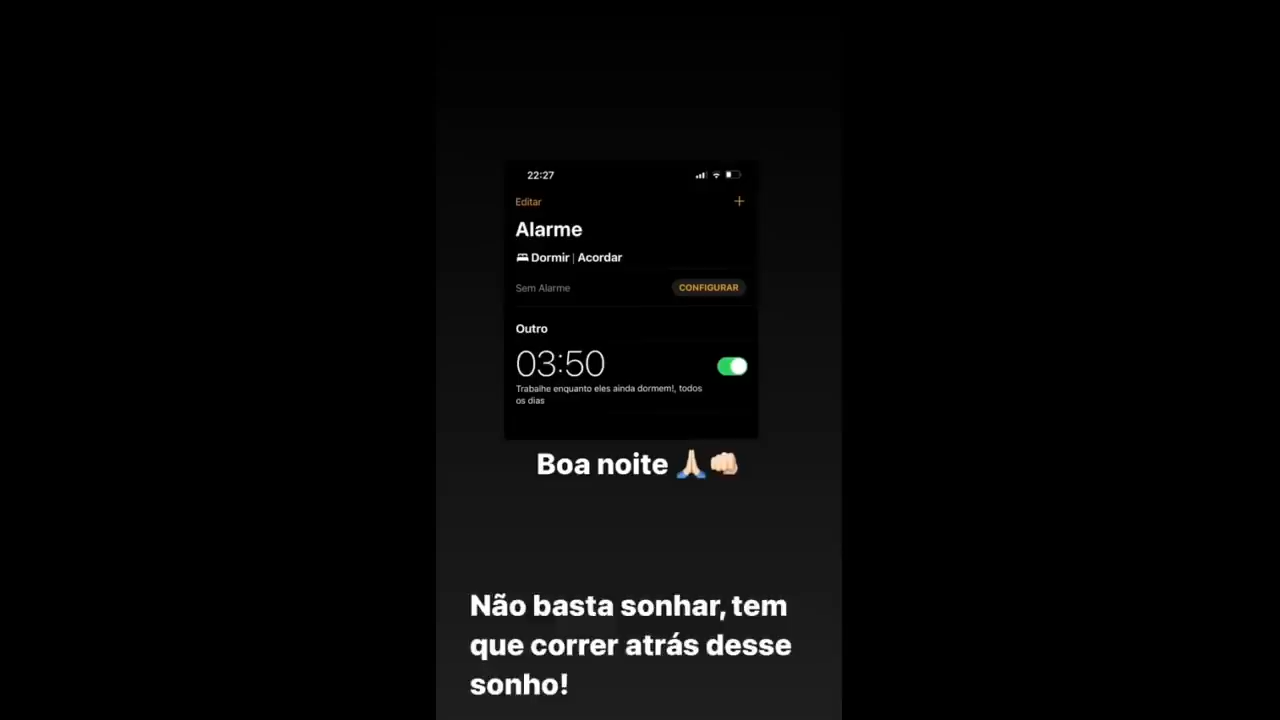 22:27
Editar
Alarme
Dormir | Acordar
Sem Alarme
CONFIGURAR
Outro
03:50
Trabalhe enquanto eles ainda dormem!, todos
os dias
Boa noite 🙏🏻👊🏻
Não basta sonhar, tem
que correr atrás desse
sonho!